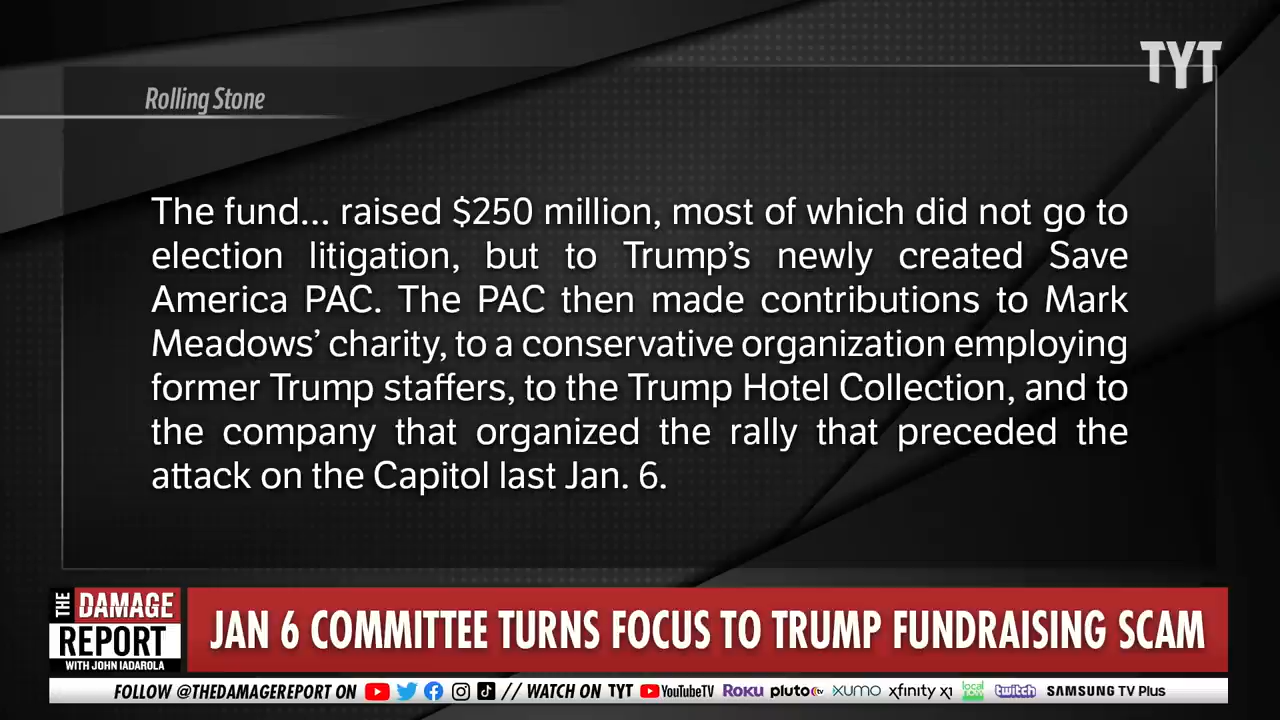 TYT
Rolling Stone
The fund... raised $250 million, most of which did not go to
election litigation, but to Trump's newly created Save
America PAC. The PAC then made contributions to Mark
Meadows' charity, to a conservative organization employing
former Trump staffers, to the Trump Hotel Collection, and to
the company that organized the rally that preceded the
attack on the Capitol last Jan. 6.
THE DAMAGE REPORT
WITH JOHN IADAROLA
JAN 6 COMMITTEE TURNS FOCUS TO TRUMP FUNDRAISING SCAM
FOLLOW @THEDAMAGEREPORT ON // WATCH ON TYT YouTubeTV ROKU pluto tv XUMO xfinity x1 local now twitch SAMSUNG TV Plus